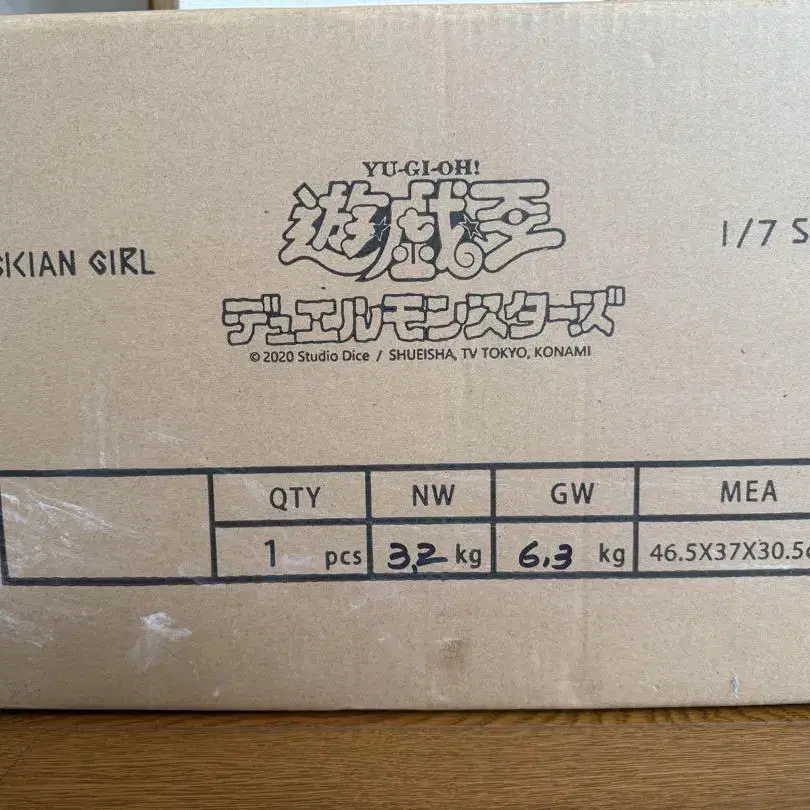 YU-GI-OH!
遊☆戯☆王
デュエルモンスターズ
© 2020 Studio Dice / SHUEISHA, TV TOKYO, KONAMI
GIRL
1/7
QTY NW GW MEA
1 pcs 3,2 kg 6.3 kg 46.5X37X30.5